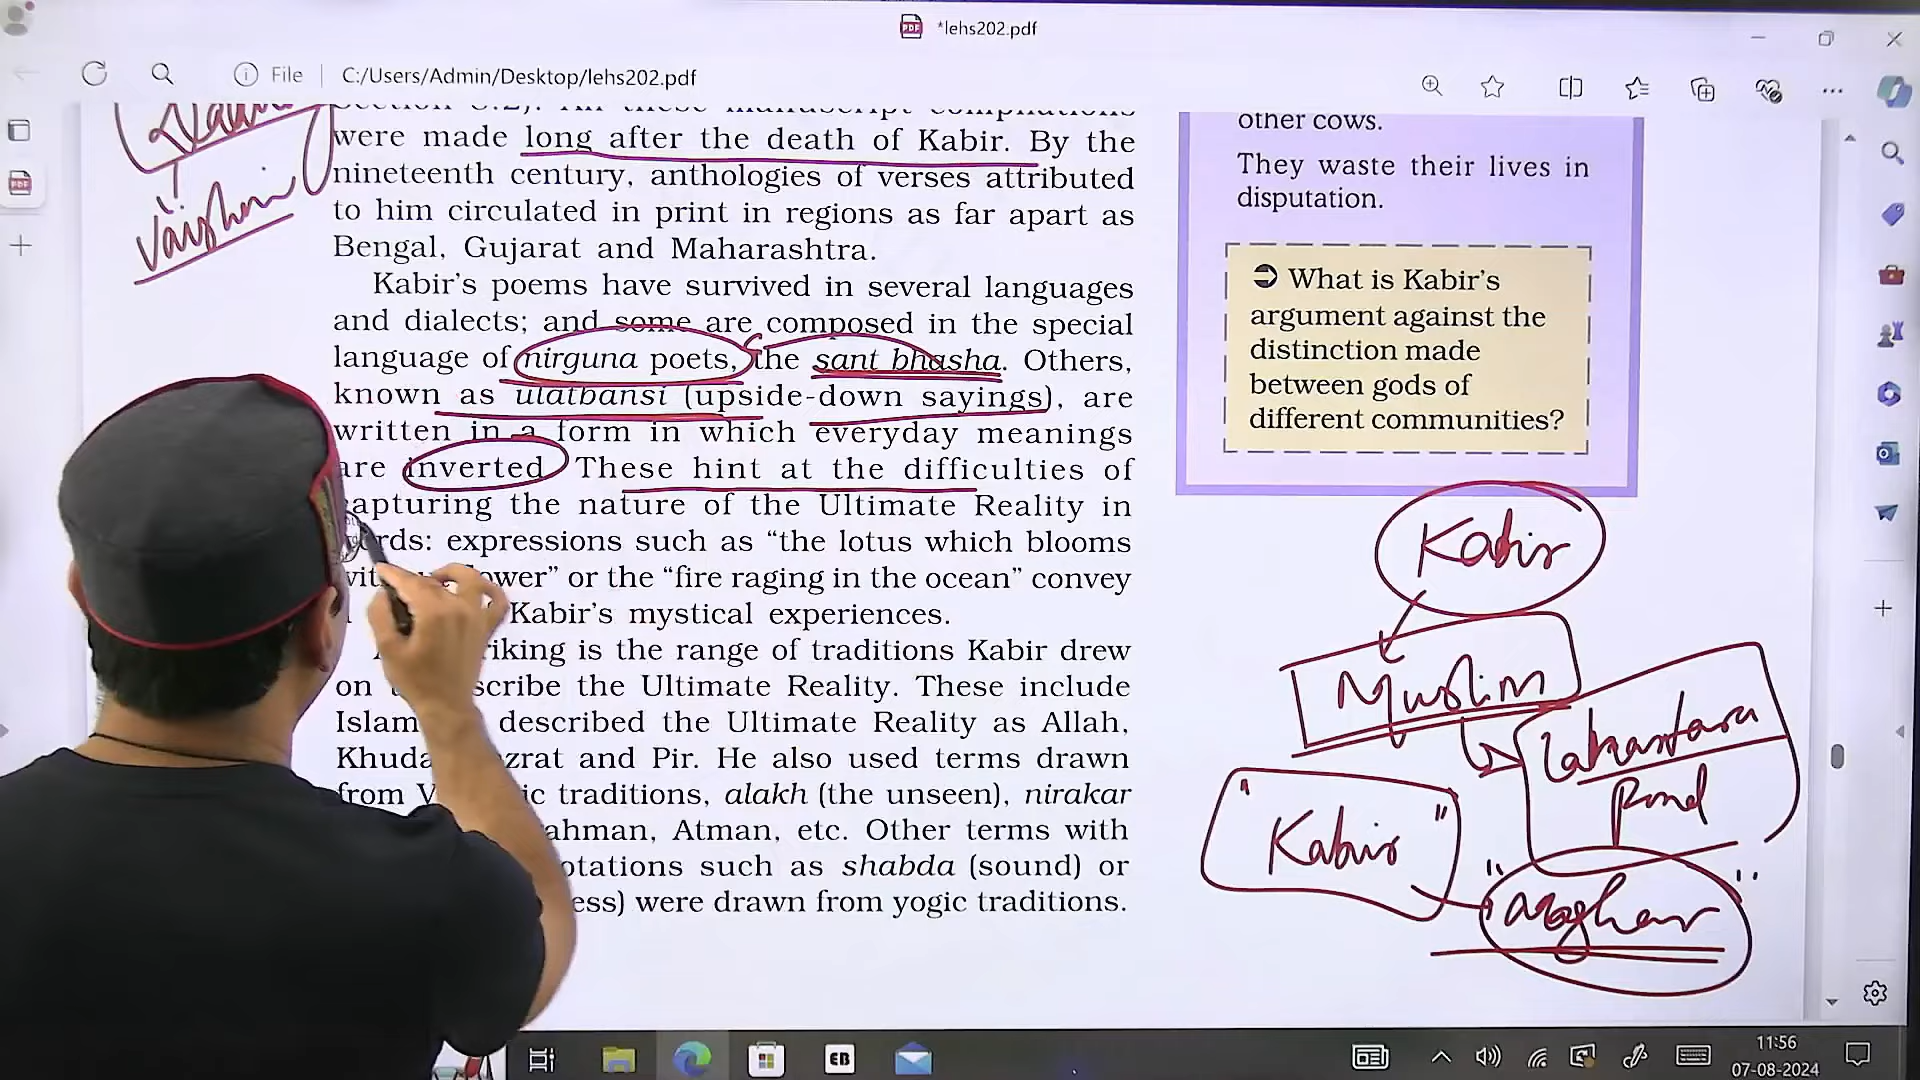 *lehs202.pdf
File
C:/Users/Admin/Desktop/lehs202.pdf
were made long after the death of Kabir. By the
nineteenth century, anthologies of verses attributed
to him circulated in print in regions as far apart as
Bengal, Gujarat and Maharashtra.
Kabir's poems have survived in several languages
and dialects; and some are composed in the special
language of nirguna poets, the sant bhasha. Others,
known as ulatbansi (upside-down sayings), are
written in a form in which everyday meanings
are inverted. These hint at the difficulties of
capturing the nature of the Ultimate Reality in
words: expressions such as “the lotus which blooms
flower” or the “fire raging in the ocean” convey
Kabir's mystical experiences.
riking is the range of traditions Kabir drew
on scribe the Ultimate Reality. These include
Islam described the Ultimate Reality as Allah,
Khuda zrat and Pir. He also used terms drawn
from V ic traditions, alakh (the unseen), nirakar
ahman, Atman, etc. Other terms with
otations such as shabda (sound) or
ess) were drawn from yogic traditions.
other cows.
They waste their lives in
disputation.
What is Kabir's
argument against the
distinction made
between gods of
different communities?
Kabir
Muslim
Lahartara
Pond
"Kabir"
"Maghar"
EB
11:56
07-08-2024